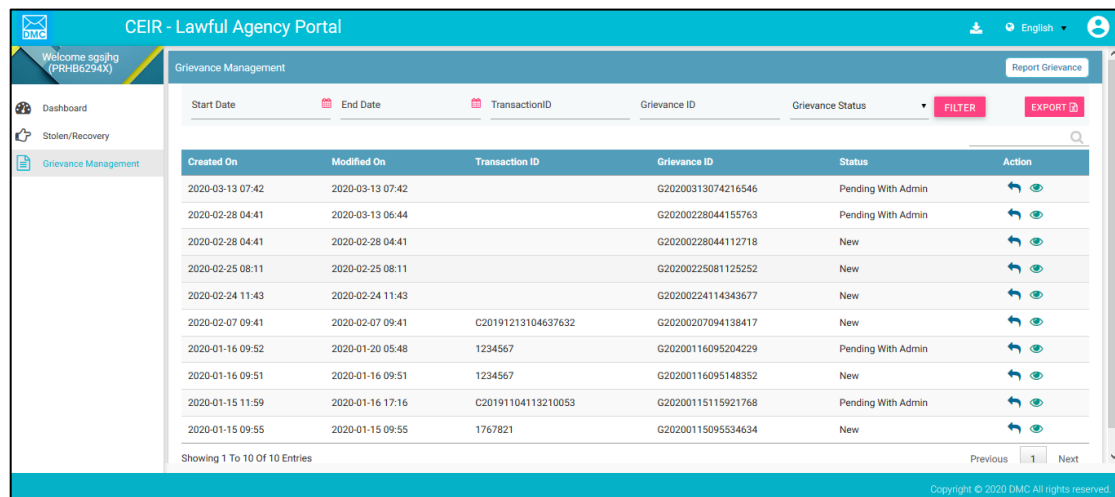 DMC CEIR - Lawful Agency Portal English
Welcome sgsjhg
(PRHB6294X)
Grievance Management Report Grievance
Dashboard
Stolen/Recovery
Grievance Management
Start Date End Date TransactionID Grievance ID Grievance Status FILTER EXPORT
Created On Modified On Transaction ID Grievance ID Status Action
2020-03-13 07:42 2020-03-13 07:42 G20200313074216546 Pending With Admin
2020-02-28 04:41 2020-03-13 06:44 G20200228044155763 Pending With Admin
2020-02-28 04:41 2020-02-28 04:41 G20200228044112718 New
2020-02-25 08:11 2020-02-25 08:11 G20200225081125252 New
2020-02-24 11:43 2020-02-24 11:43 G20200224114343677 New
2020-02-07 09:41 2020-02-07 09:41 C20191213104637632 G20200207094138417 New
2020-01-16 09:52 2020-01-20 05:48 1234567 G20200116095204229 Pending With Admin
2020-01-16 09:51 2020-01-16 09:51 1234567 G20200116095148352 New
2020-01-15 11:59 2020-01-16 17:16 C20191104113210053 G20200115115921768 Pending With Admin
2020-01-15 09:55 2020-01-15 09:55 1767821 G20200115095534634 New
Showing 1 To 10 Of 10 Entries Previous 1 Next
Copyright © 2020 DMC All rights reserved.